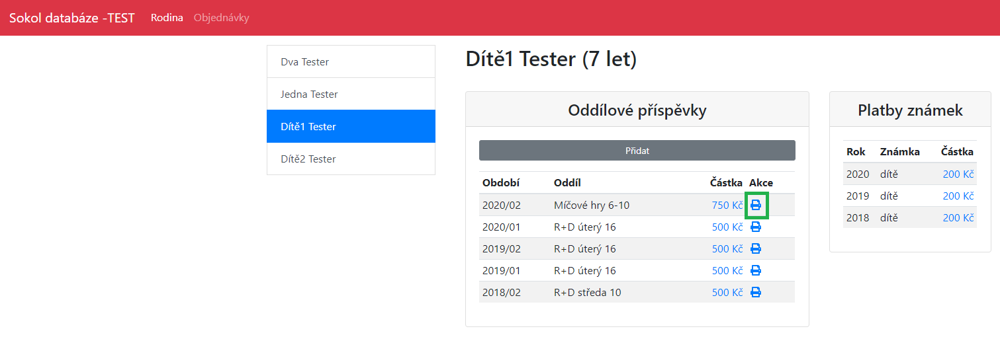 Sokol databáze -TEST Rodina Objednávky
Dva Tester
Jedna Tester
Dítě1 Tester
Dítě2 Tester
Dítě1 Tester (7 let)
Oddílové příspěvky
Přidat
Období Oddíl Částka Akce
2020/02 Míčové hry 6-10 750 Kč
2020/01 R+D úterý 16 500 Kč
2019/02 R+D úterý 16 500 Kč
2019/01 R+D úterý 16 500 Kč
2018/02 R+D středa 10 500 Kč
Platby známek
Rok Známka Částka
2020 dítě 200 Kč
2019 dítě 200 Kč
2018 dítě 200 Kč